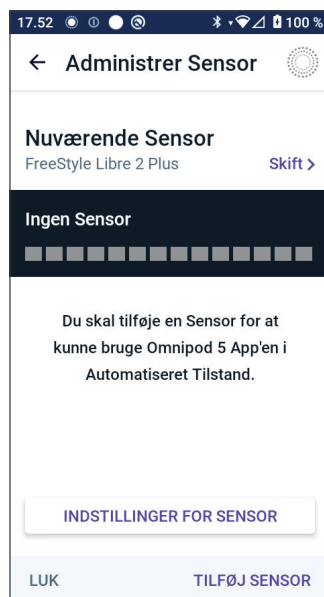 17.52 100 %
Administrer Sensor
Nuværende Sensor
FreeStyle Libre 2 Plus Skift
Ingen Sensor
Du skal tilføje en Sensor for at
kunne bruge Omnipod 5 App'en i
Automatiseret Tilstand.
INDSTILLINGER FOR SENSOR
LUK TILFØJ SENSOR